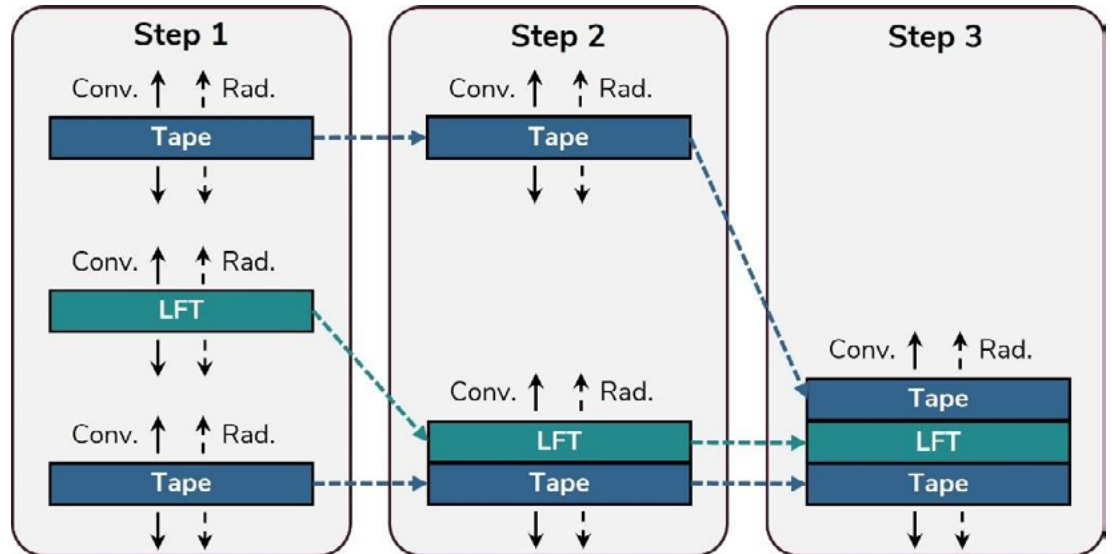 Step 1
Conv. Rad.
Tape
Conv. Rad.
LFT
Conv. Rad.
Tape
Step 2
Conv. Rad.
Tape
Conv. Rad.
LFT
Tape
Step 3
Conv. Rad.
Tape
LFT
Tape